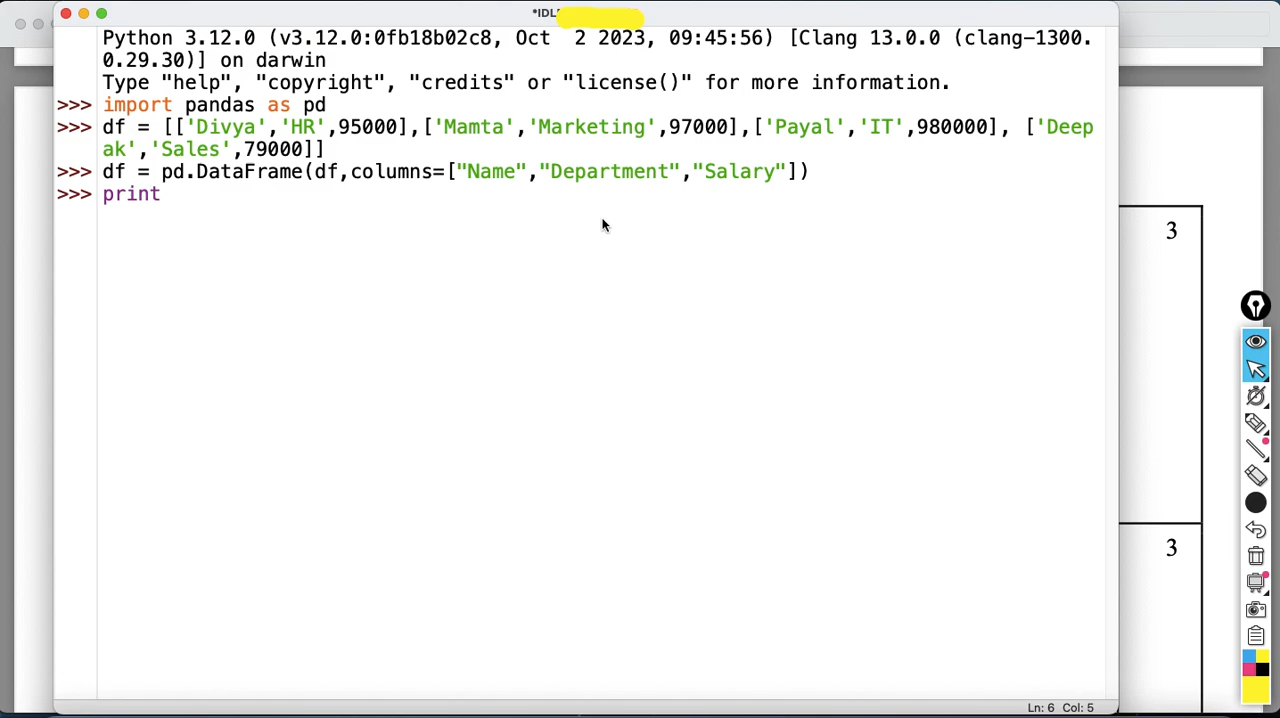 *IDL
Python 3.12.0 (v3.12.0:0fb18b02c8, Oct  2 2023, 09:45:56) [Clang 13.0.0 (clang-1300.
0.29.30)] on darwin
Type "help", "copyright", "credits" or "license()" for more information.
>>> import pandas as pd
>>> df = [['Divya','HR',95000],['Mamta','Marketing',97000],['Payal','IT',980000], ['Deep
ak','Sales',79000]]
>>> df = pd.DataFrame(df,columns=["Name","Department","Salary"])
>>> print
3
3
Ln: 6 Col: 5